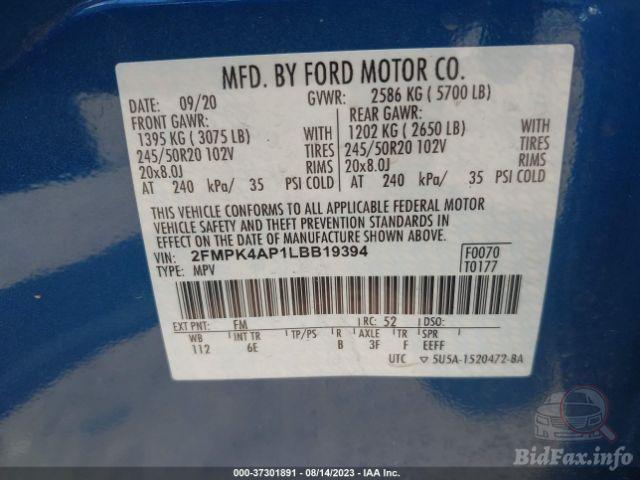 MFD. BY FORD MOTOR CO.
DATE: 09/20 GVWR: 2586 KG ( 5700 LB)
FRONT GAWR: REAR GAWR:
1395 KG ( 3075 LB) WITH 1202 KG ( 2650 LB) WITH
245/50R20 102V TIRES 245/50R20 102V TIRES
20x8.0J RIMS 20x8.0J RIMS
AT 240 kPa/ 35 PSI COLD AT 240 kPa/ 35 PSI COLD
THIS VEHICLE CONFORMS TO ALL APPLICABLE FEDERAL MOTOR
VEHICLE SAFETY AND THEFT PREVENTION STANDARDS IN
EFFECT ON THE DATE OF MANUFACTURE SHOWN ABOVE.
VIN: 2FMPK4AP1LBB19394 F0070
TYPE: MPV T0177
EXT PNT: FM RC: 52 DSO:
WB INT TR TP/PS R AXLE TR SPR
112 6E B 3F F EEFF
UTC ▽ 5U5A-1520472-BA
BidFax.info
000-37301891 - 08/14/2023 - IAA Inc.